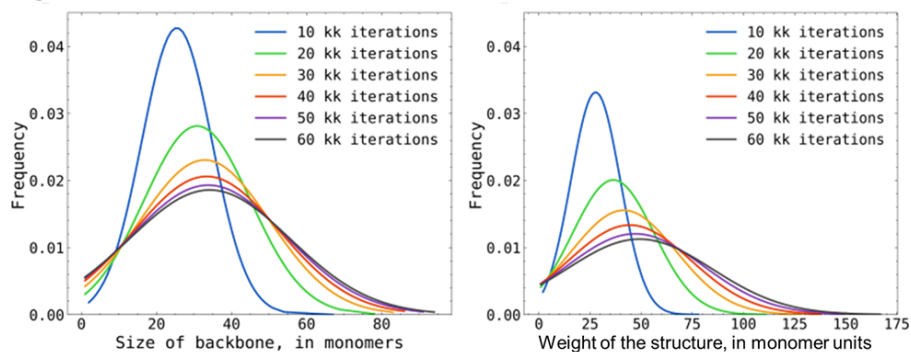 0.04
0.03
0.02
0.01
0.00
Frequency
10 kk iterations
20 kk iterations
30 kk iterations
40 kk iterations
50 kk iterations
60 kk iterations
0 20 40 60 80
Size of backbone, in monomers
0.04
0.03
0.02
0.01
0.00
Frequency
10 kk iterations
20 kk iterations
30 kk iterations
40 kk iterations
50 kk iterations
60 kk iterations
0 25 50 75 100 125 150 175
Weight of the structure, in monomer units